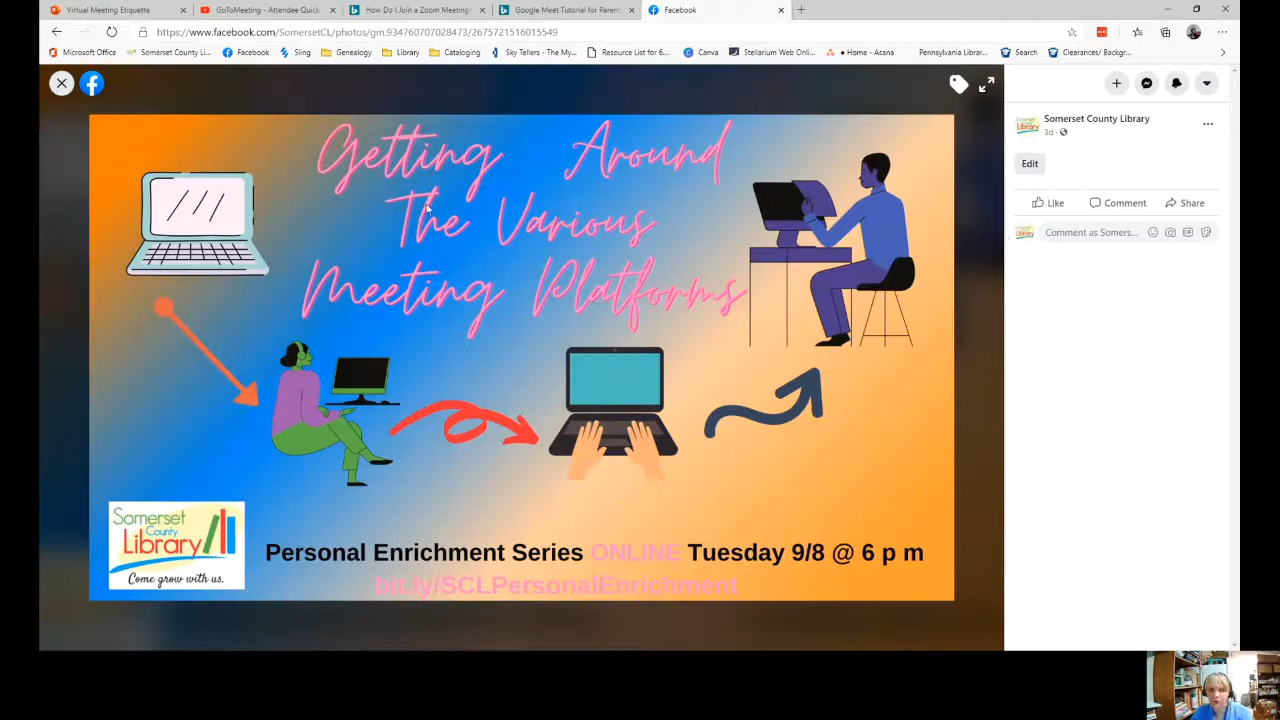 Virtual Meeting Etiquette
GoToMeeting - Attendee Quick
How Do I Join a Zoom Meeting
Google Meet Tutorial for Parent
Facebook
https://www.facebook.com/SomersetCL/photos/gm.934760707028473/2675721516015549
Microsoft Office
Somerset County Li...
Facebook
Sling
Genealogy
Library
Cataloging
Sky Tellers - The My...
Resource List for 6...
Canva
Stellarium Web Onli...
Home - Asana
Pennsylvania Librar...
Search
Clearances/ Backgr...
Getting Around
The Various
Meeting Platforms
Somerset
County
Library
Come grow with us.
Personal Enrichment Series ONLINE Tuesday 9/8 @ 6 p m
bit.ly/SCLPersonalEnrichment
Somerset County Library
3d
Edit
Like
Comment
Share
Comment as Somers...